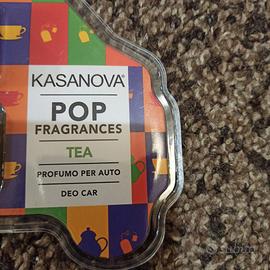 KASANOVA®
POP
FRAGRANCES
TEA
PROFUMO PER AUTO
DEO CAR